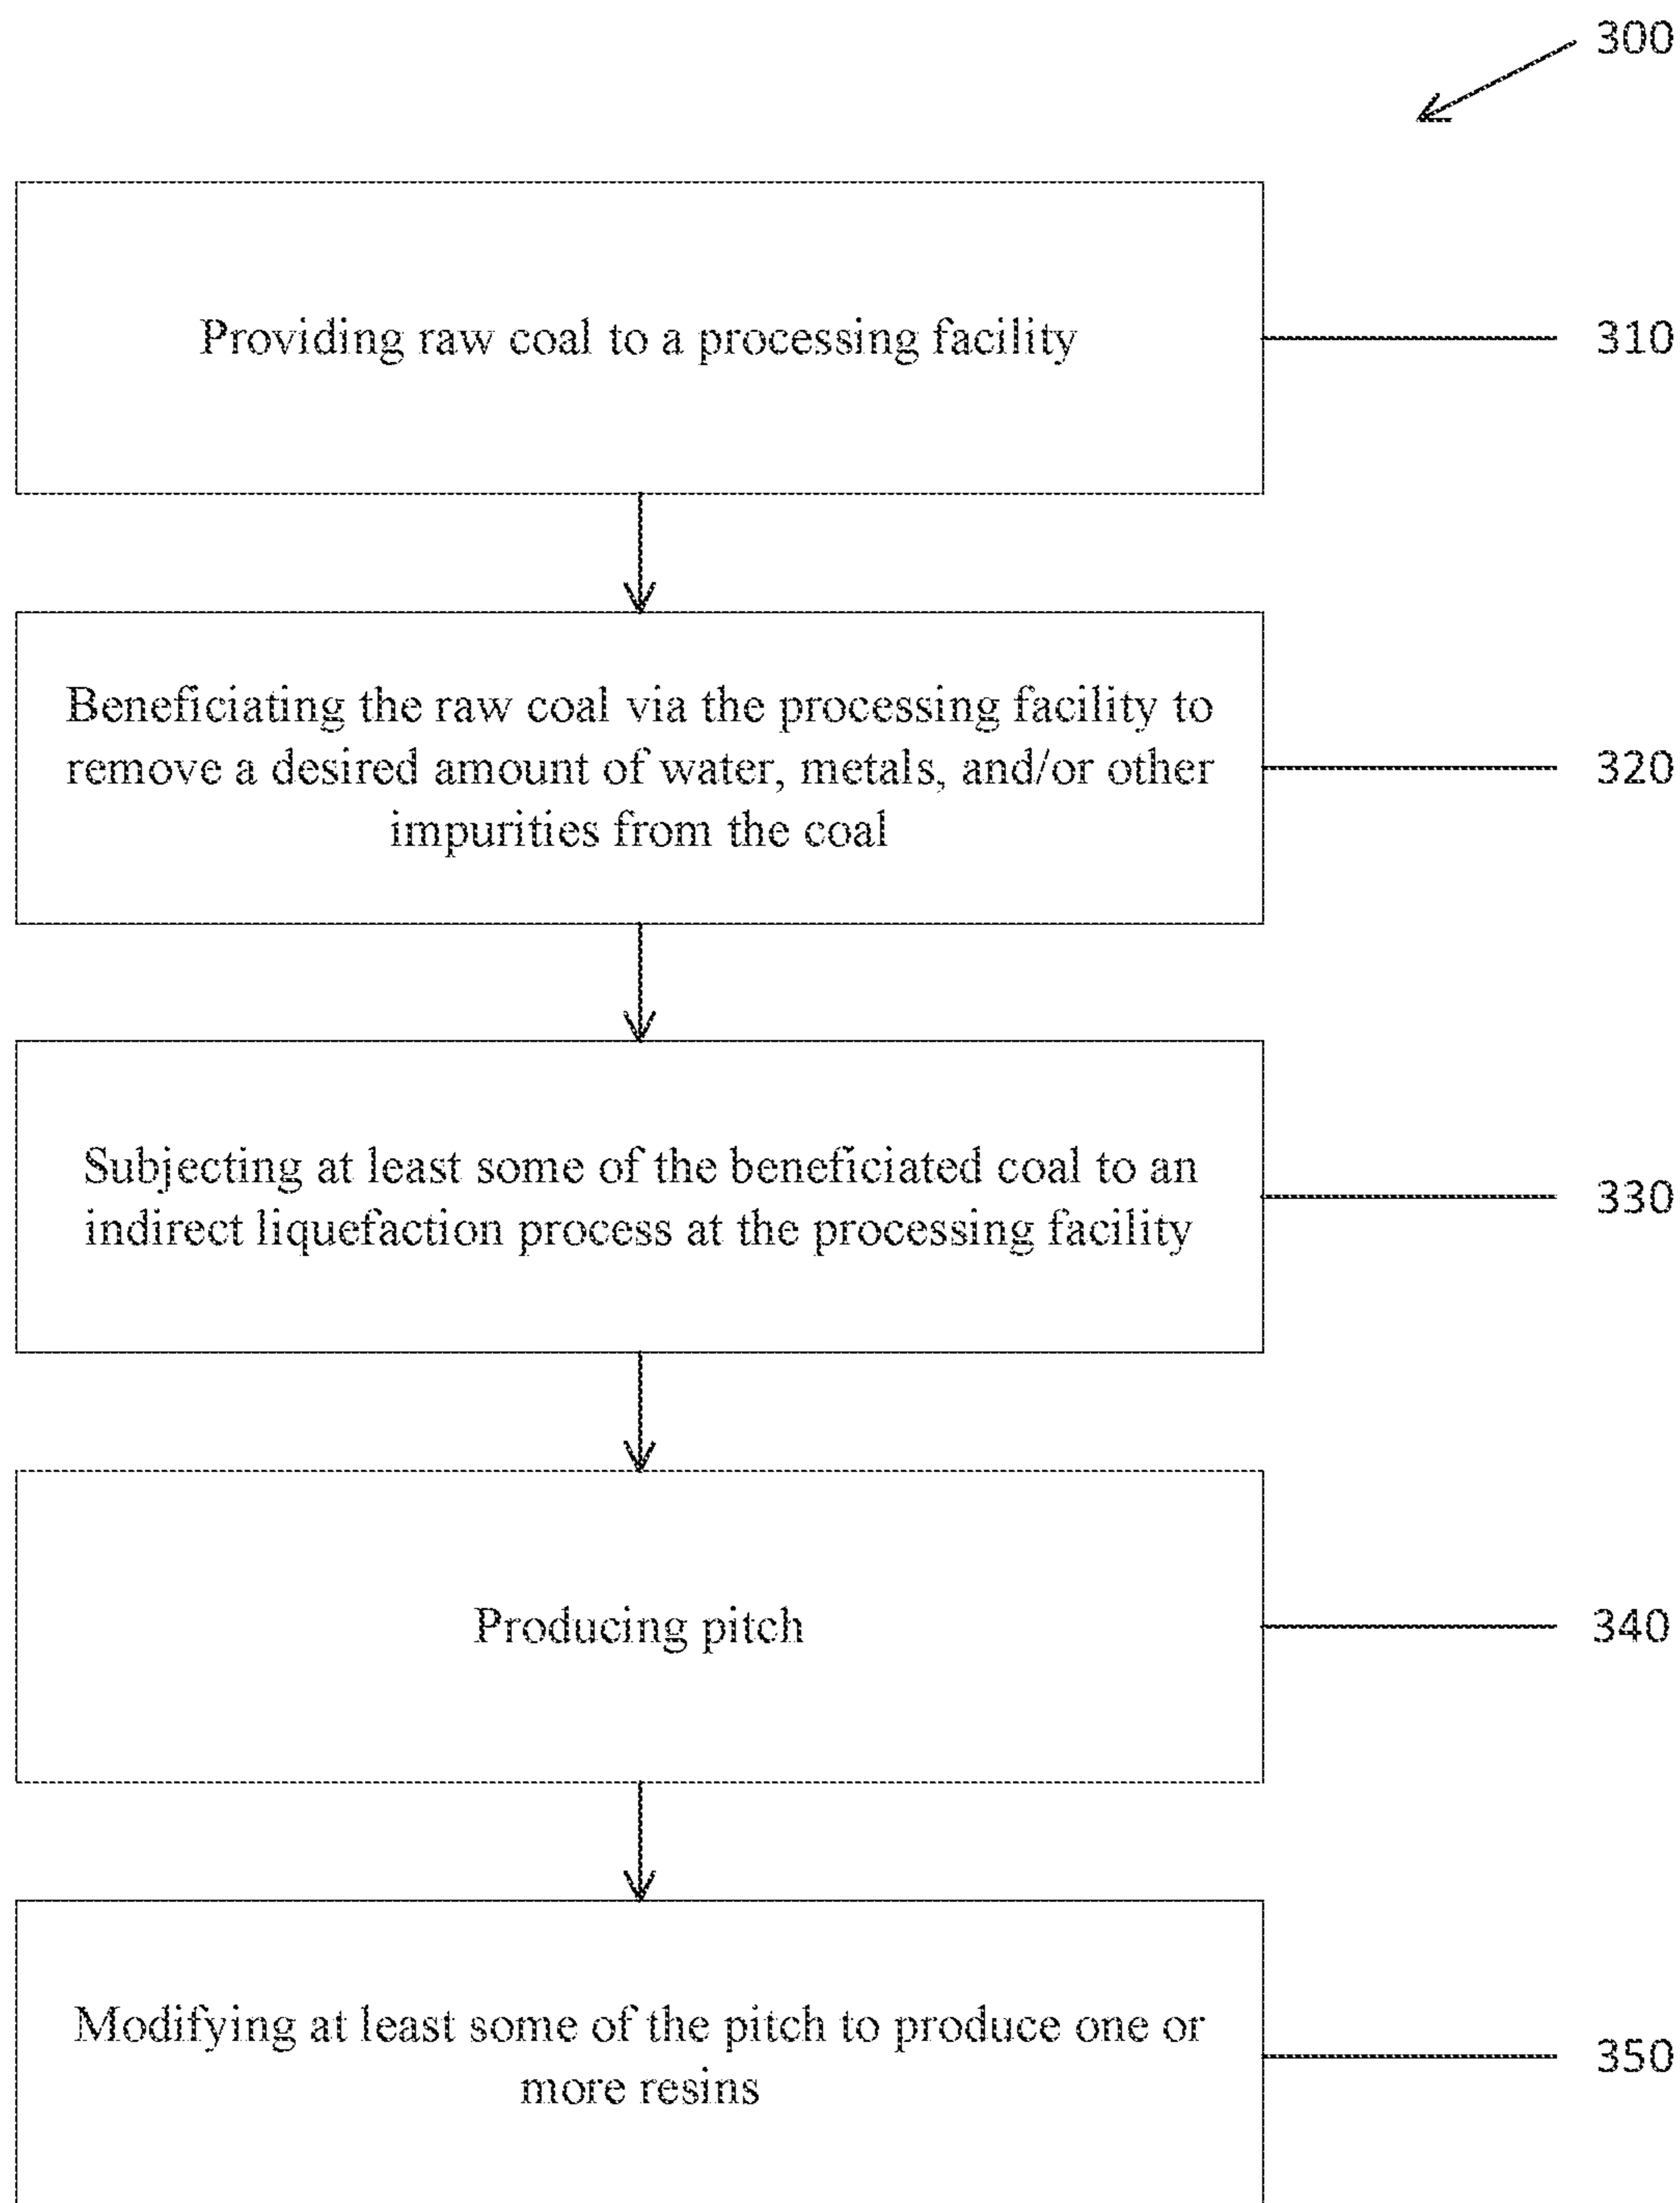 300
Providing raw coal to a processing facility
310
Beneficiating the raw coal via the processing facility to
remove a desired amount of water, metals, and/or other
impurities from the coal
320
Subjecting at least some of the beneficiated coal to an
indirect liquefaction process at the processing facility
330
Producing pitch
340
Modifying at least some of the pitch to produce one or
more resins
350